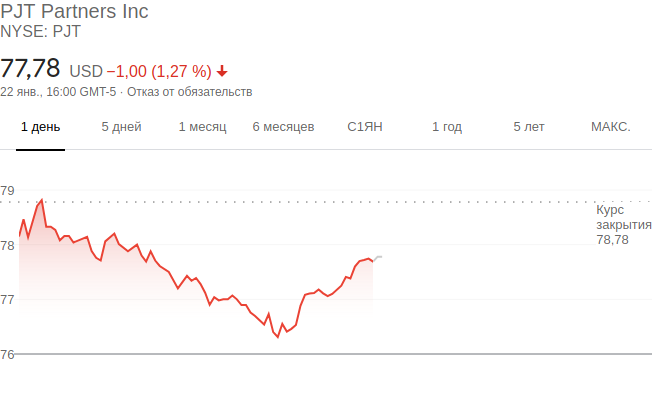 PJT Partners Inc
NYSE: PJT
77,78 USD −1,00 (1,27 %)
22 янв., 16:00 GMT-5 · Отказ от обязательств
1 день 5 дней 1 месяц 6 месяцев С1ЯН 1 год 5 лет МАКС.
79
Курс
закрытия
78,78
78
77
76